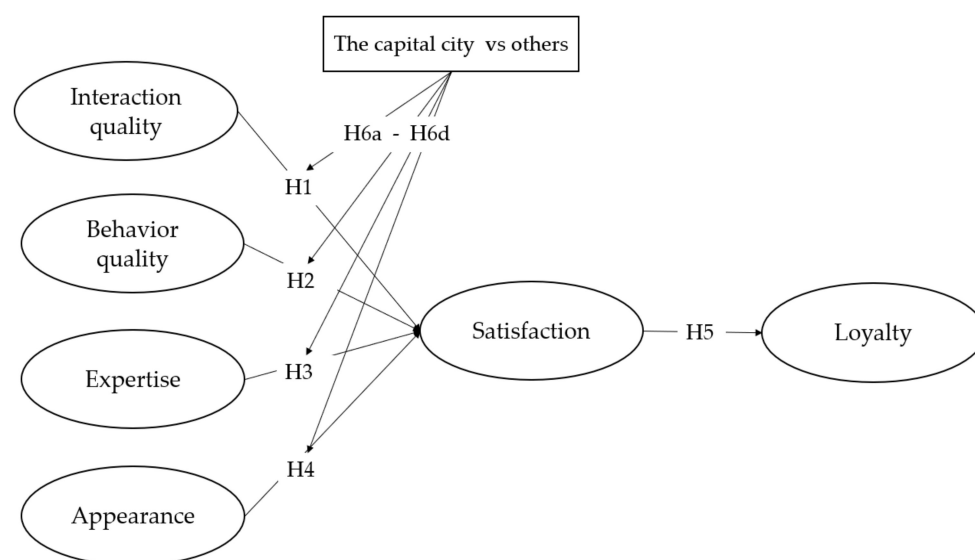 The capital city vs others
Interaction
quality
H6a - H6d
H1
Behavior
quality
H2
Satisfaction
H5
Loyalty
Expertise
H3
H4
Appearance